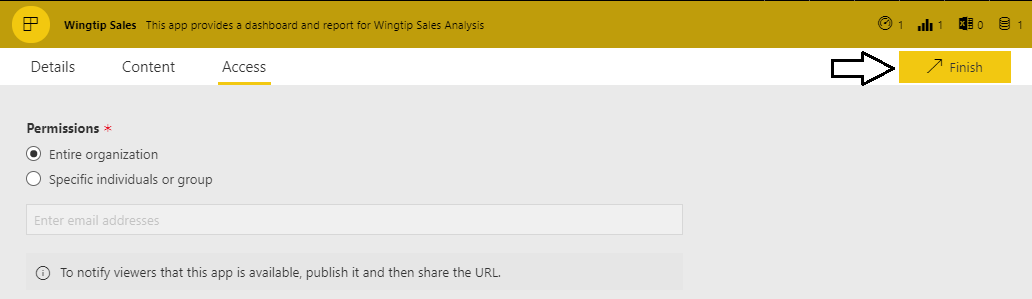 Wingtip Sales This app provides a dashboard and report for Wingtip Sales Analysis 1 1 0 1
Details Content Access Finish
Permissions *
Entire organization
Specific individuals or group
Enter email addresses
To notify viewers that this app is available, publish it and then share the URL.